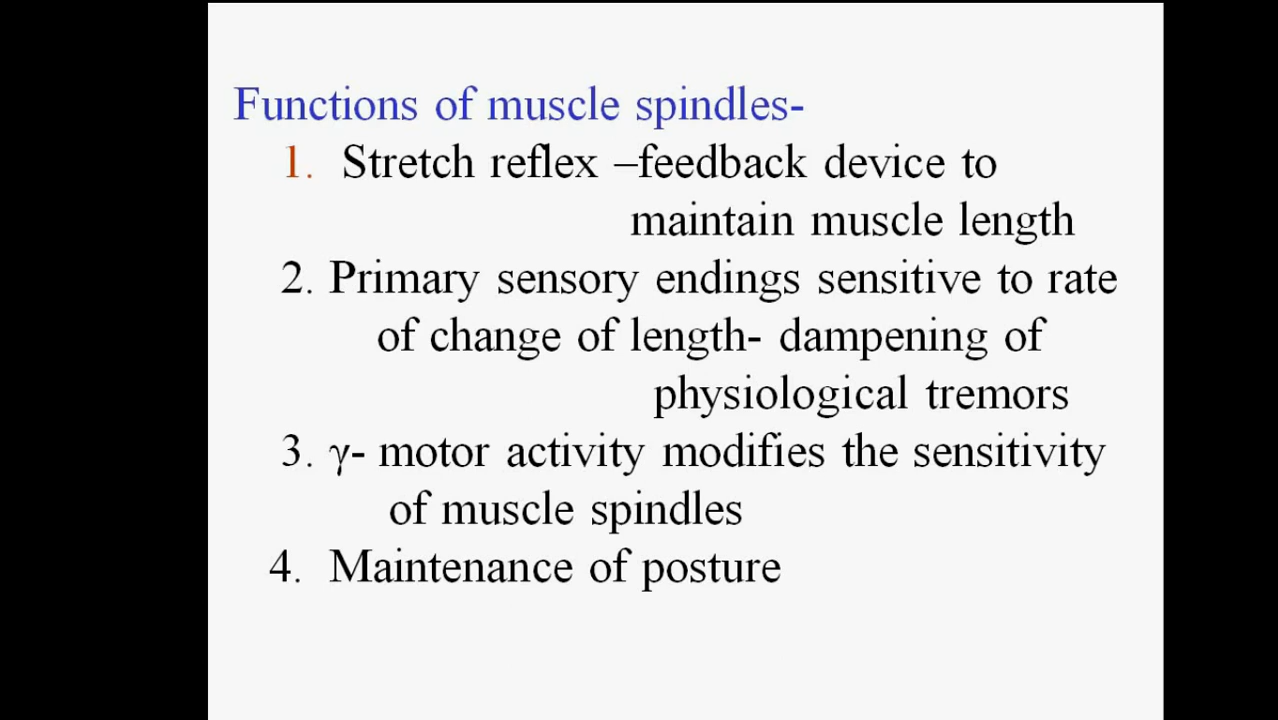 Functions of muscle spindles-
1. Stretch reflex –feedback device to
maintain muscle length
2. Primary sensory endings sensitive to rate
of change of length- dampening of
physiological tremors
3. γ- motor activity modifies the sensitivity
of muscle spindles
4. Maintenance of posture